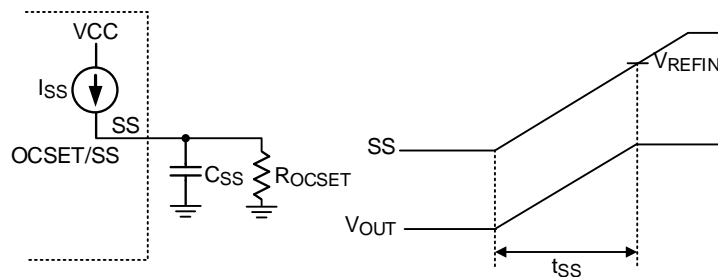 VCC
ISS
SS
OCSET/SS
CSS
ROCSET
VREFIN
SS
VOUT
tSS